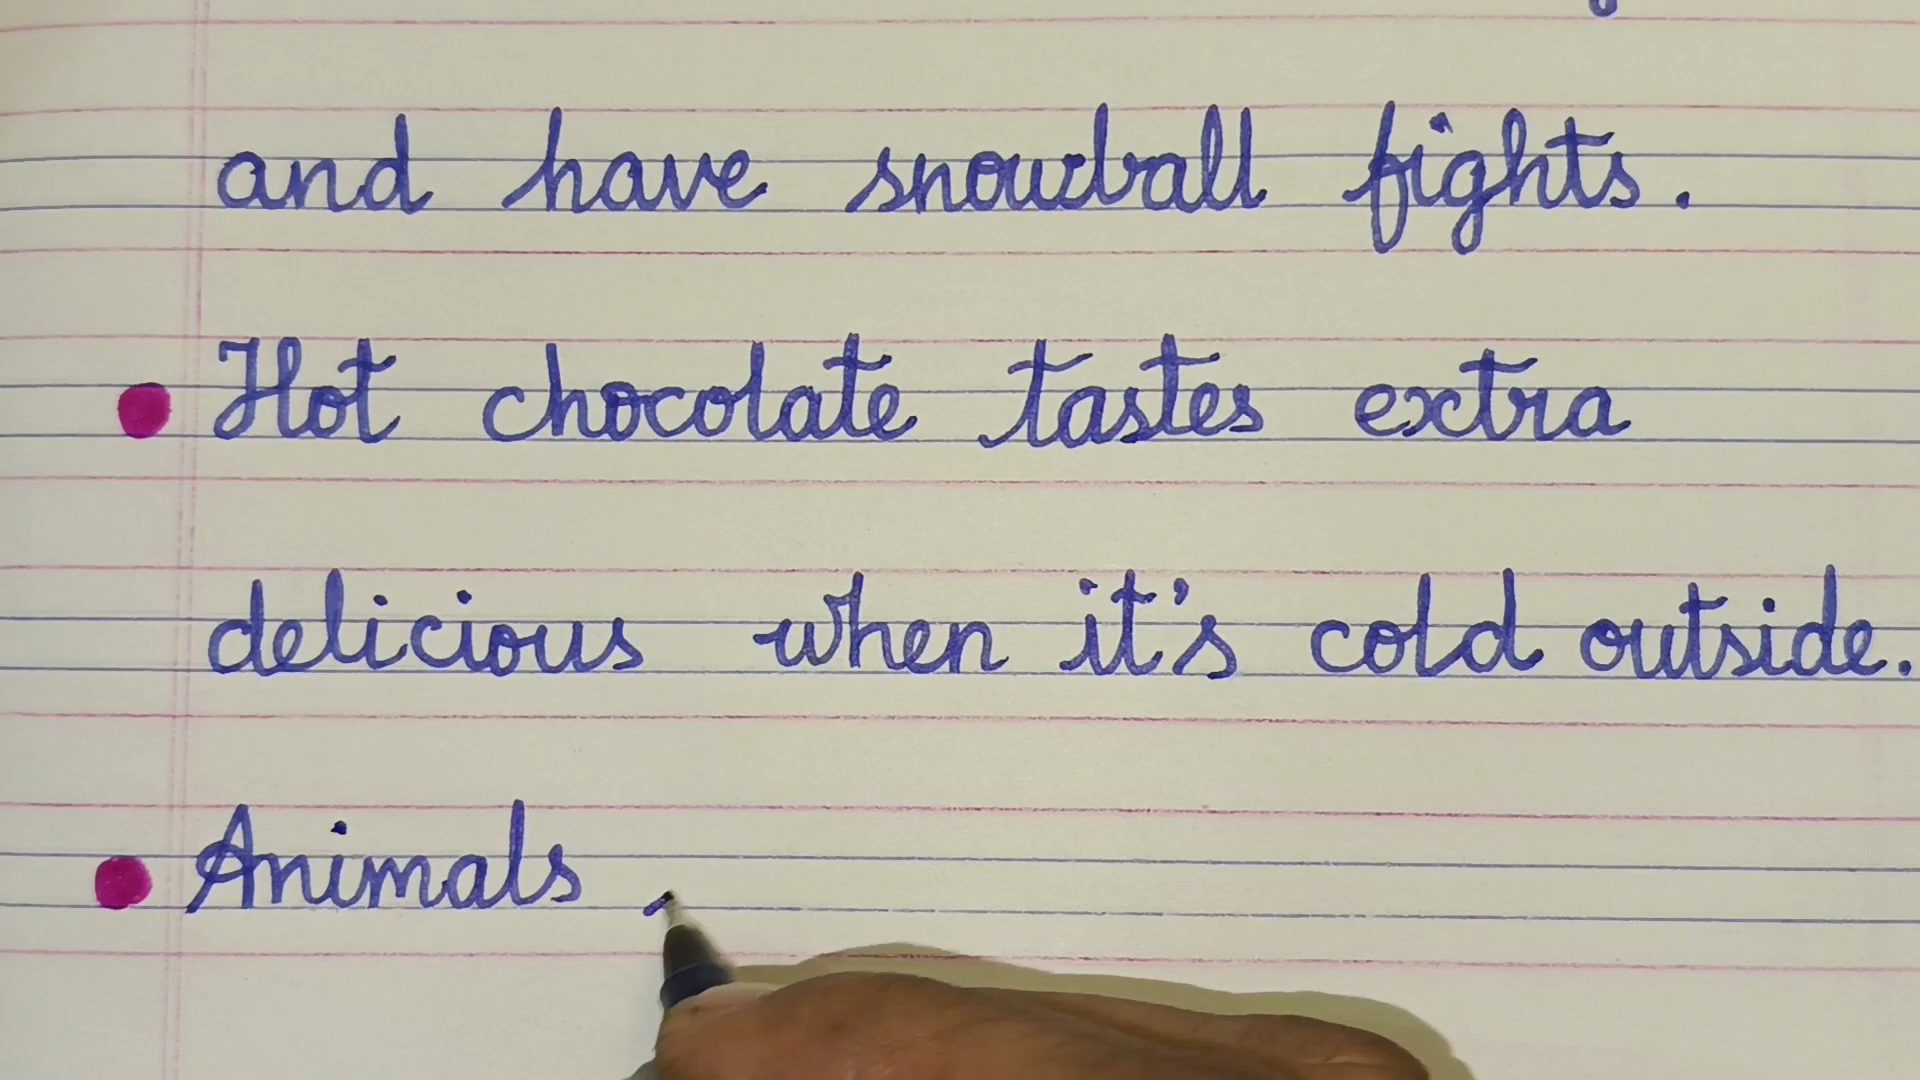 and have snowball fights.
Hot chocolate tastes extra
delicious when it's cold outside.
Animals